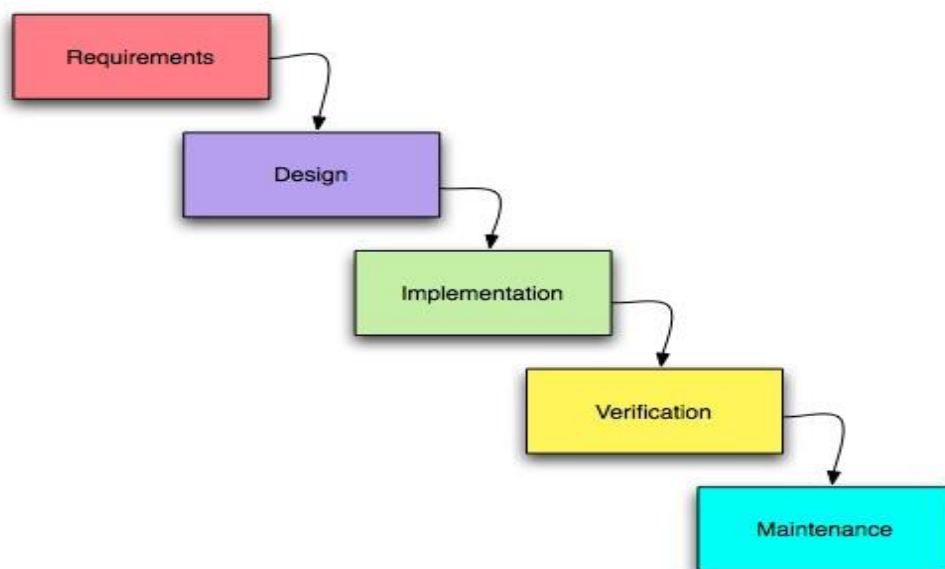 Requirements
Design
Implementation
Verification
Maintenance